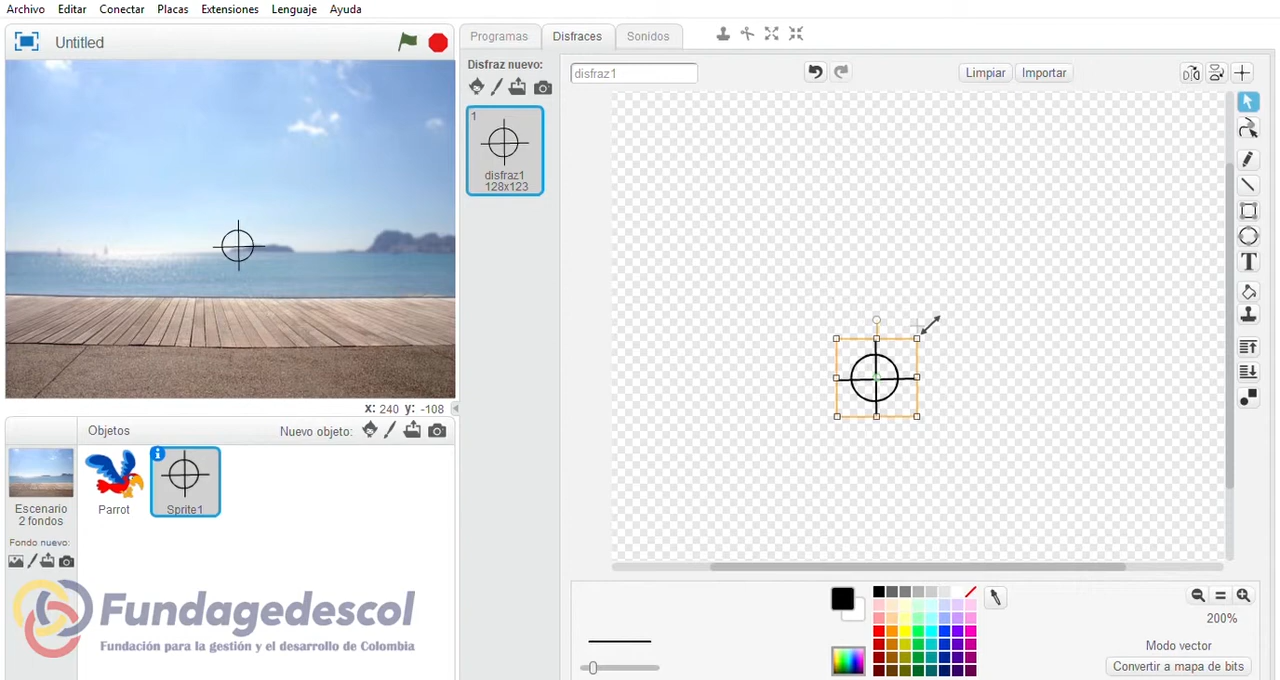 Archivo Editar Conectar Placas Extensiones Lenguaje Ayuda
Untitled
Programas Disfraces Sonidos
Disfraz nuevo:
disfraz1
Limpiar Importar
1
disfraz1
128x123
x: 240 y: -108
Objetos
Nuevo objeto:
Escenario
2 fondos
Parrot
Sprite1
Fondo nuevo:
T
200%
Modo vector
Convertir a mapa de bits
Fundagedescol
Fundación para la gestión y el desarrollo de Colombia